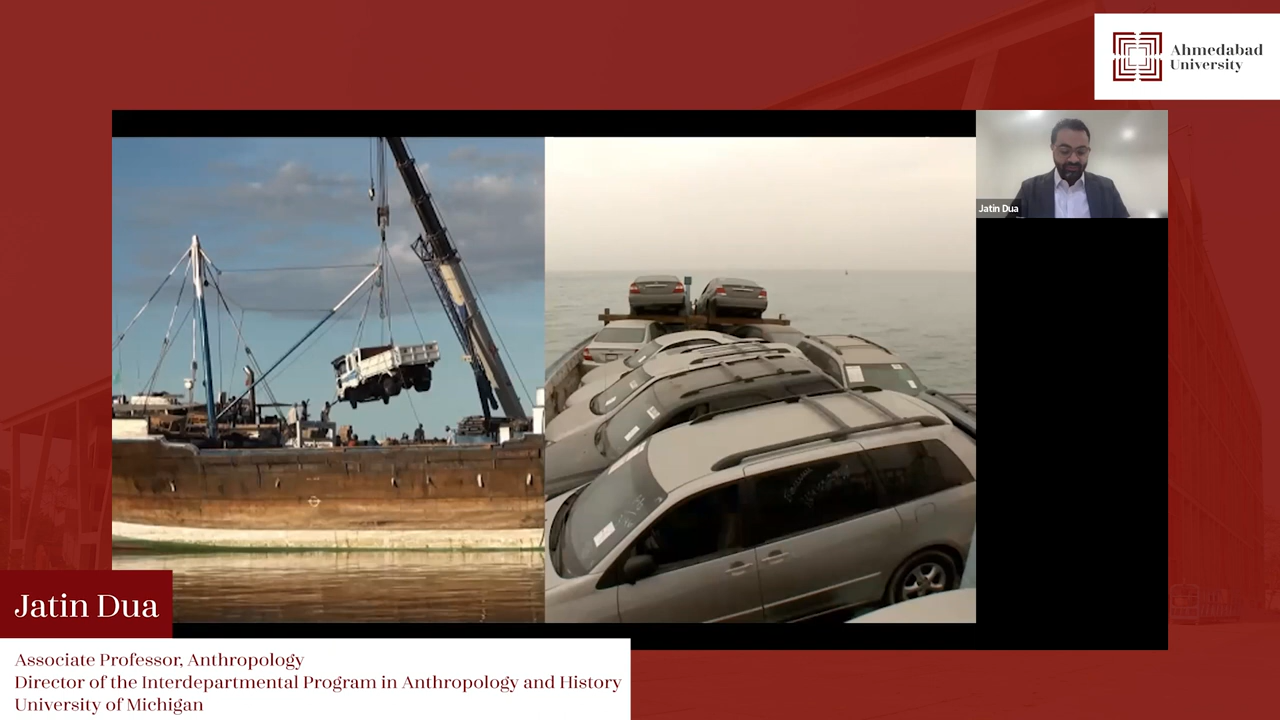 Ahmedabad
University
Jatin Dua
Jatin Dua
Associate Professor, Anthropology
Director of the Interdepartmental Program in Anthropology and History
University of Michigan